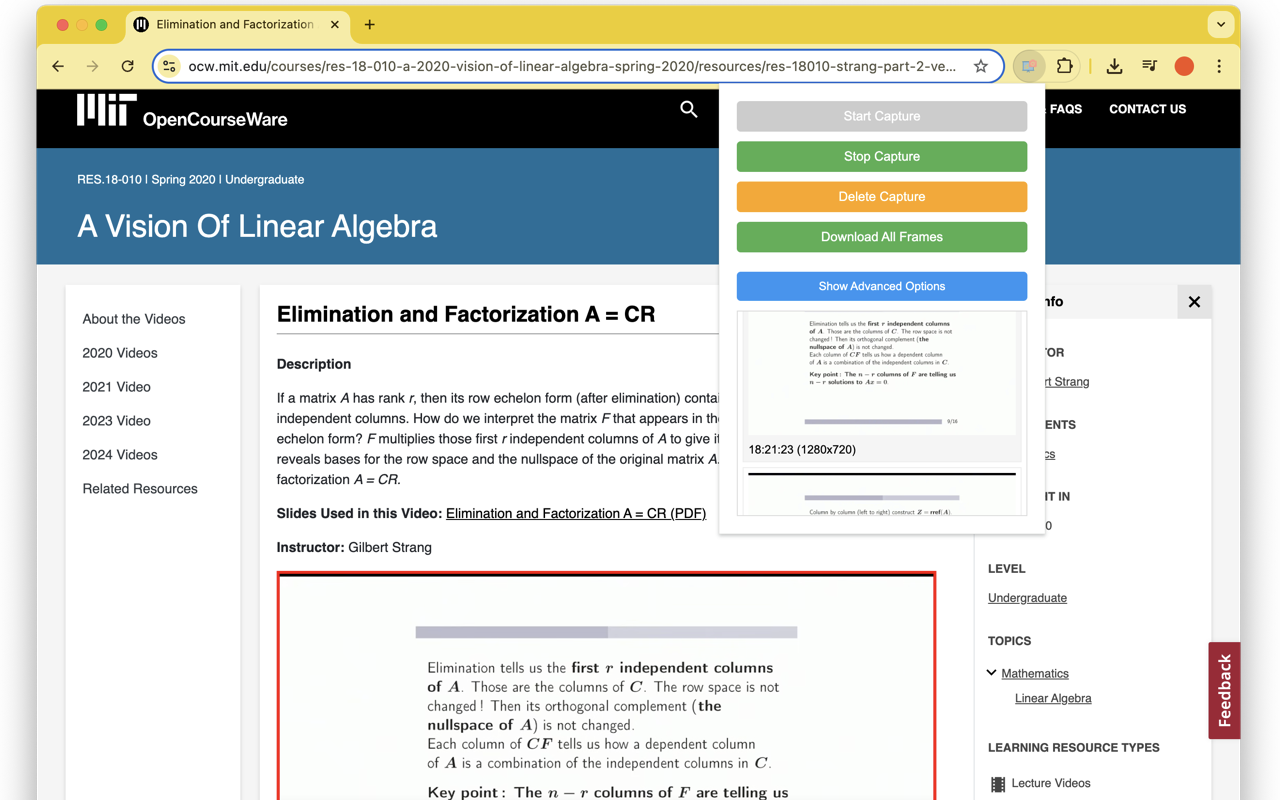 Elimination and Factorization
ocw.mit.edu/courses/res-18-010-a-2020-vision-of-linear-algebra-spring-2020/resources/res-18010-strang-part-2-ve...
MIT OpenCourseWare
FAQS
CONTACT US
RES.18-010 | Spring 2020 | Undergraduate
A Vision Of Linear Algebra
Start Capture
Stop Capture
Delete Capture
Download All Frames
Show Advanced Options
Elimination tells us the first r independent columns
of A. Those are the columns of C. The row space is not
changed! Then its orthogonal complement (the
nullspace of A) is not changed.
Each column of CF tells us how a dependent column
of A is a combination of the independent columns in C.
Key point: The n − r columns of F are telling us
n − r solutions to Ax = 0.
9/18
18:21:23 (1280x720)
Column by column (left to right) construct Z = rref(A).
About the Videos
2020 Videos
2021 Video
2023 Video
2024 Videos
Related Resources
Elimination and Factorization A = CR
Description
If a matrix A has rank r, then its row echelon form (after elimination) contai
independent columns. How do we interpret the matrix F that appears in th
echelon form? F multiplies those first r independent columns of A to give it
reveals bases for the row space and the nullspace of the original matrix A.
factorization A = CR.
Slides Used in this Video: Elimination and Factorization A = CR (PDF)
Instructor: Gilbert Strang
Elimination tells us the first r independent columns
of A. Those are the columns of C. The row space is not
changed! Then its orthogonal complement (the
nullspace of A) is not changed.
Each column of CF tells us how a dependent column
of A is a combination of the independent columns in C.
Key point: The n − r columns of F are telling us
nfo
TOR
rt Strang
ENTS
cs
T IN
0
LEVEL
Undergraduate
TOPICS
Mathematics
Linear Algebra
LEARNING RESOURCE TYPES
Lecture Videos
Feedback